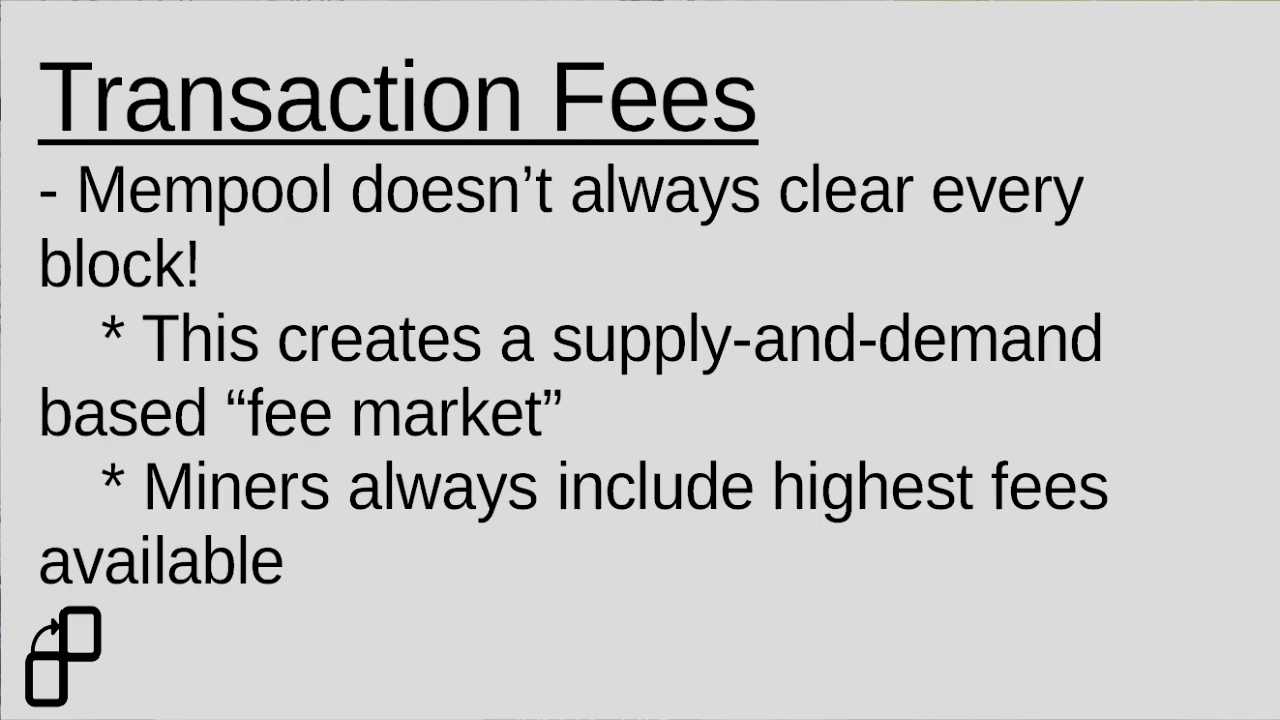 Transaction Fees
- Mempool doesn’t always clear every
block!
* This creates a supply-and-demand
based “fee market”
* Miners always include highest fees
available